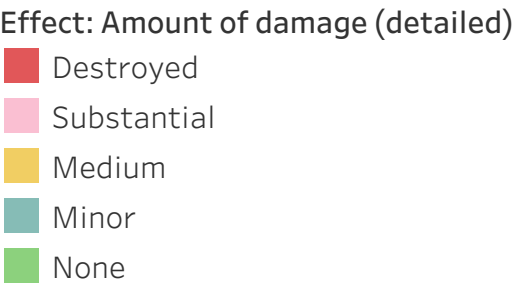 Effect: Amount of damage (detailed)
Destroyed
Substantial
Medium
Minor
None